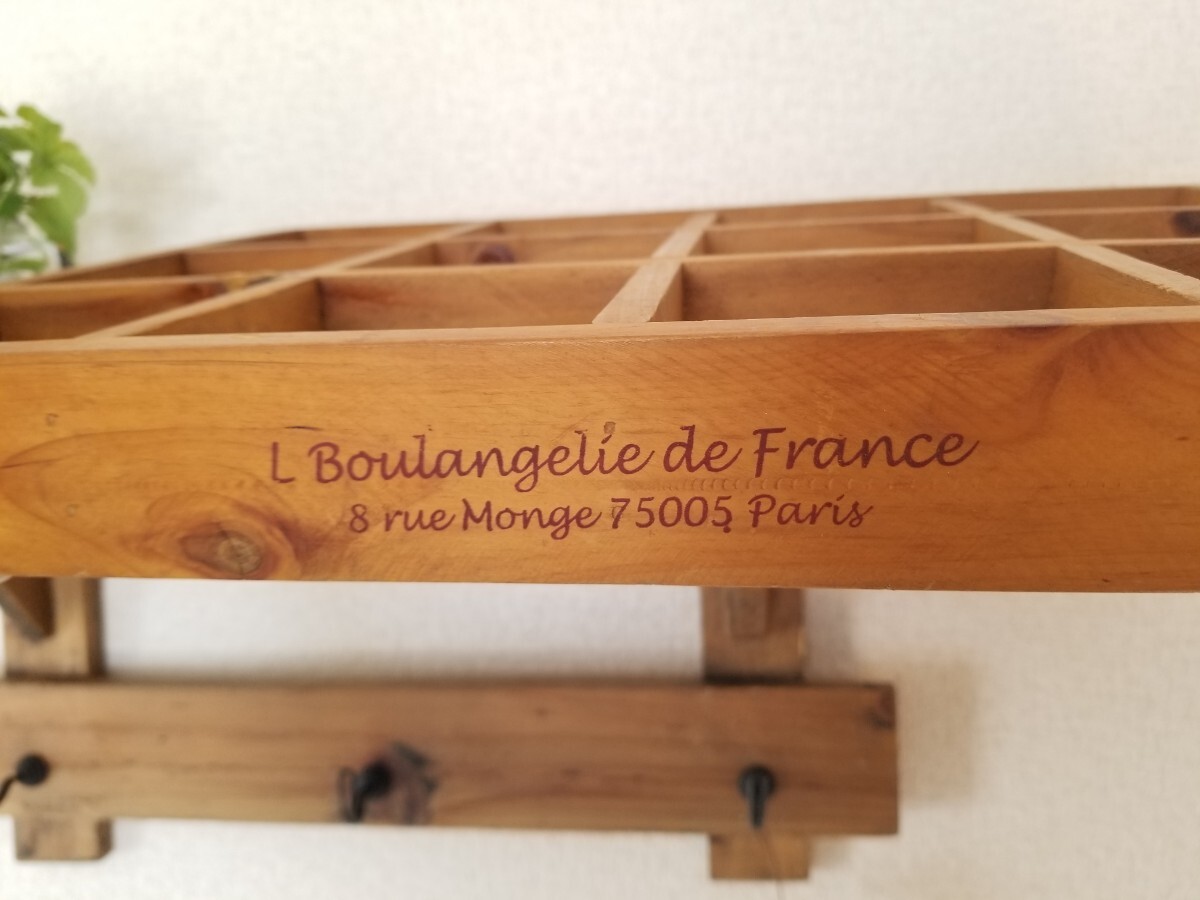 L Boulangelie de France
8 rue Monge 75005 Paris